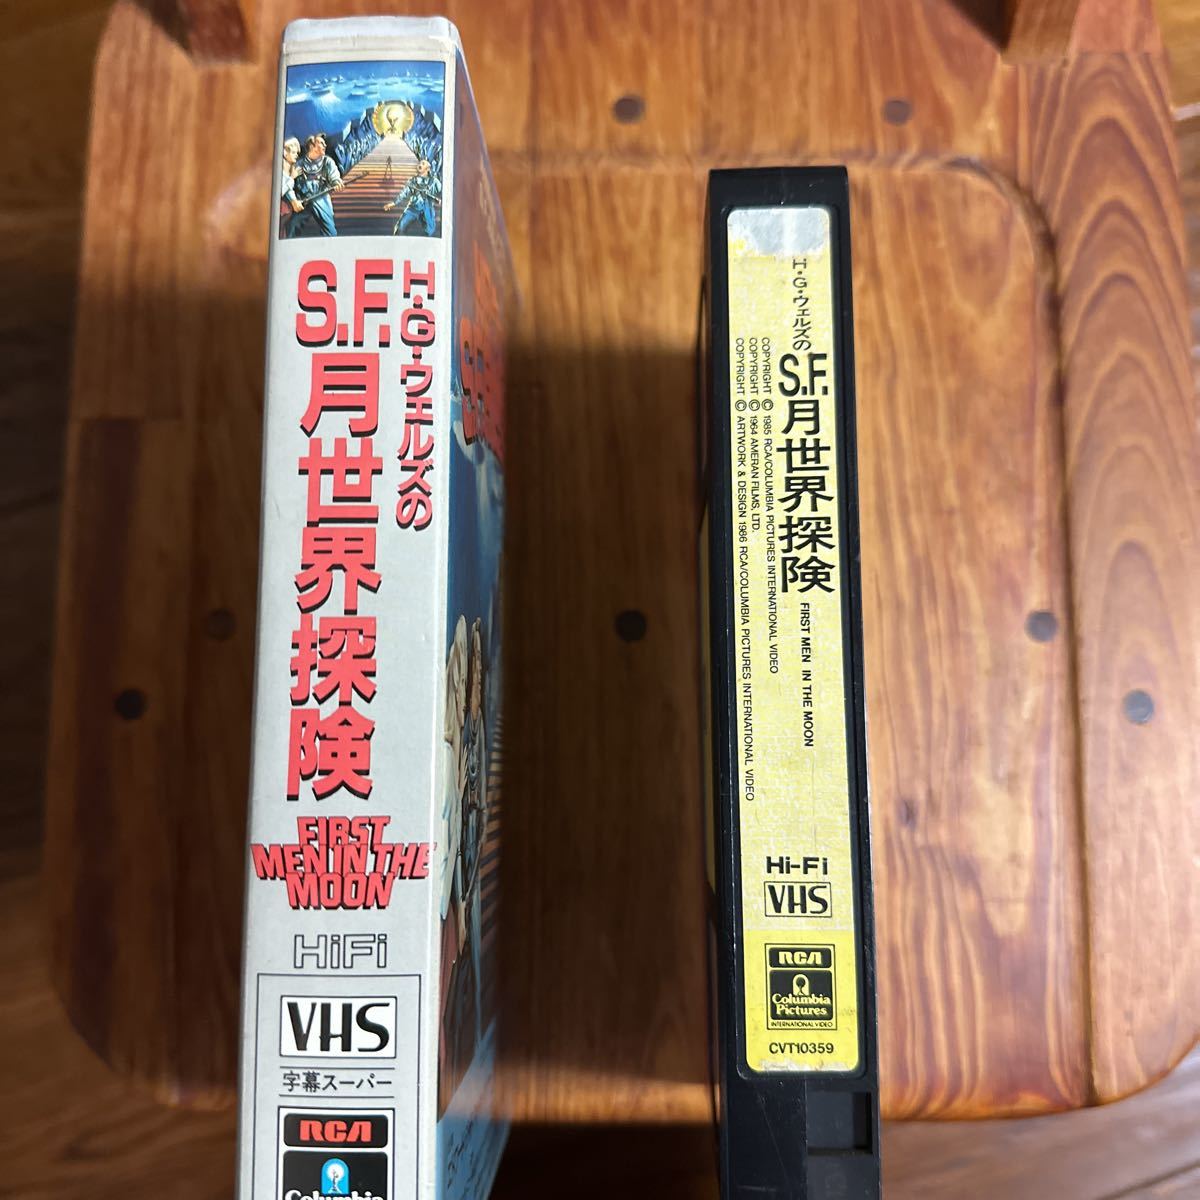 H・G・ウェルズの
S.F.月世界探険
FIRST
MEN IN THE
MOON
HiFi
VHS
字幕スーパー
RCA
Columbia
H・G・ウェルズの
S.F.月世界探険
FIRST MEN IN THE MOON
COPYRIGHT © 1985 RCA/COLUMBIA PICTURES INTERNATIONAL VIDEO
COPYRIGHT © 1964 AMERAN FILMS, LTD.
COPYRIGHT © ARTWORK & DESIGN 1986 RCA/COLUMBIA PICTURES INTERNATIONAL VIDEO
Hi-Fi
VHS
RCA
Columbia
Pictures
INTERNATIONAL VIDEO
CVT10359